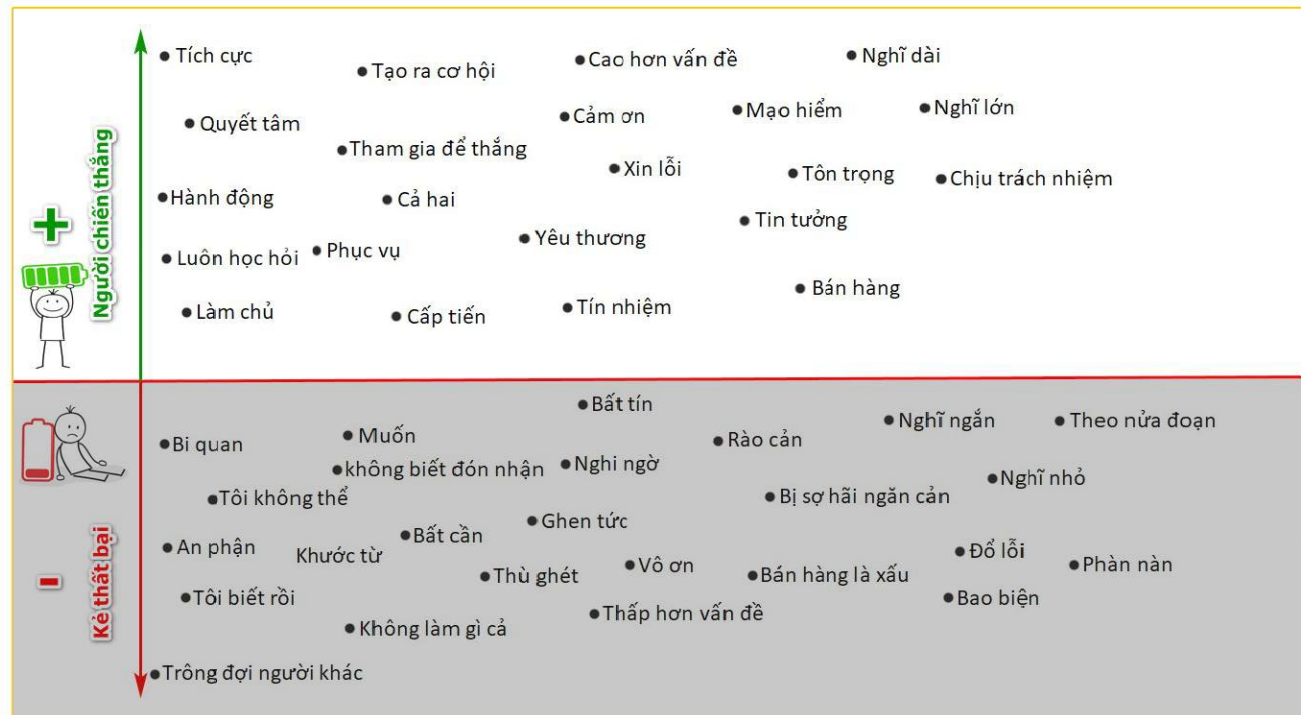 • Tích cực
• Tạo ra cơ hội
• Cao hơn vấn đề
• Nghĩ dài
• Quyết tâm
• Cảm ơn
• Mạo hiểm
• Nghĩ lớn
• Tham gia để thắng
• Xin lỗi
• Tôn trọng
• Chịu trách nhiệm
• Hành động
• Cả hai
• Tin tưởng
• Luôn học hỏi
• Phục vụ
• Yêu thương
• Bán hàng
• Làm chủ
• Cấp tiến
• Tín nhiệm
+
Người chiến thắng
• Bất tín
• Nghĩ ngắn
• Theo nửa đoạn
• Bi quan
• Muốn
• Rào cản
• không biết đón nhận
• Nghi ngờ
• Nghĩ nhỏ
• Tôi không thể
• Bị sợ hãi ngăn cản
• Ghen tức
• An phận
Khước từ
• Bất cần
• Đổ lỗi
• Thù ghét
• Vô ơn
• Bán hàng là xấu
• Phàn nàn
• Tôi biết rồi
• Bao biện
• Không làm gì cả
• Thấp hơn vấn đề
• Trông đợi người khác
-
Kẻ thất bại